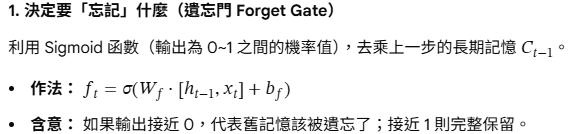 1. 決定要「忘記」什麼（遺忘門 Forget Gate）
利用 Sigmoid 函數（輸出為 0~1 之間的機率值），去乘上一步的長期記憶 C_{t−1}。
• 作法： f_t = σ(W_f · [h_{t−1}, x_t] + b_f)
• 含意： 如果輸出接近 0，代表舊記憶該被遺忘了；接近 1 則完整保留。